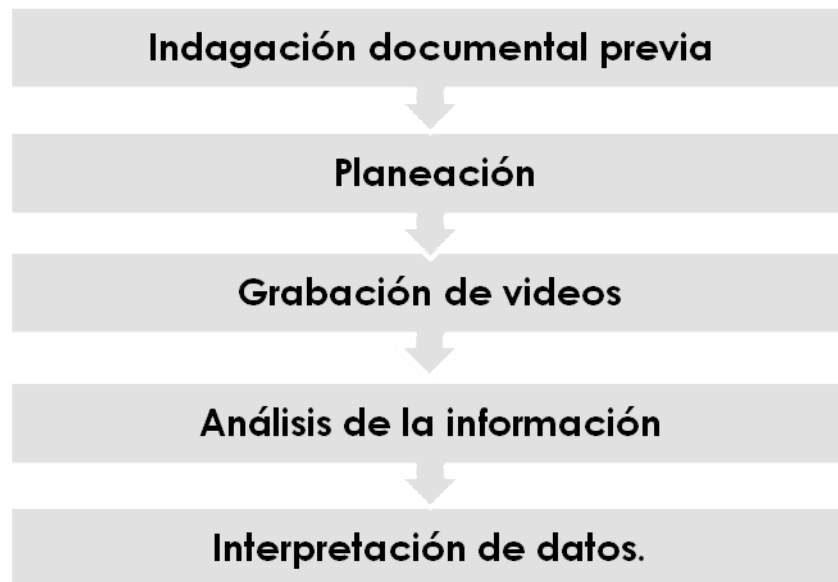 Indagación documental previa
Planeación
Grabación de videos
Análisis de la información
Interpretación de datos.